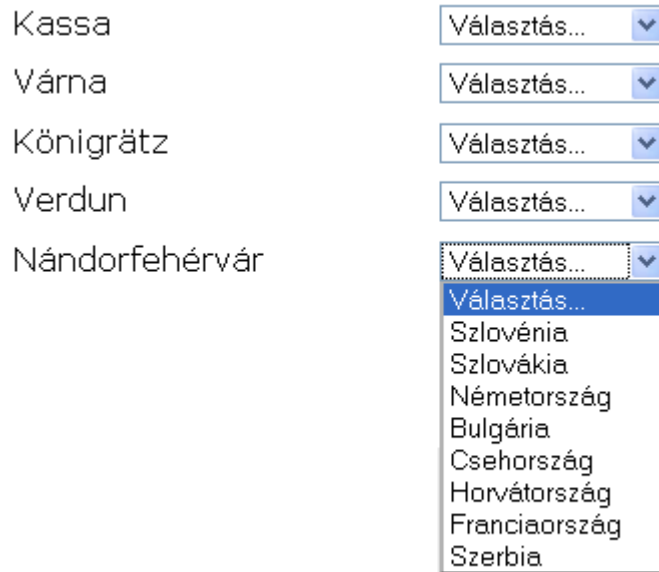 Kassa Választás...
Várna Választás...
Königrätz Választás...
Verdun Választás...
Nándorfehérvár Választás...
Választás...
Szlovénia
Szlovákia
Németország
Bulgária
Csehország
Horvátország
Franciaország
Szerbia